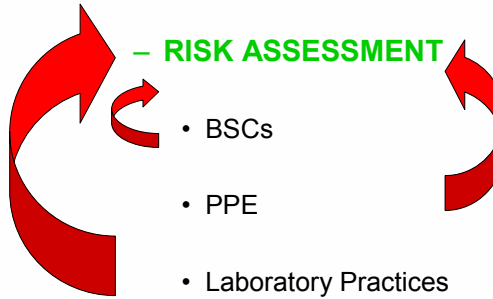 – RISK ASSESSMENT
• BSCs
• PPE
• Laboratory Practices